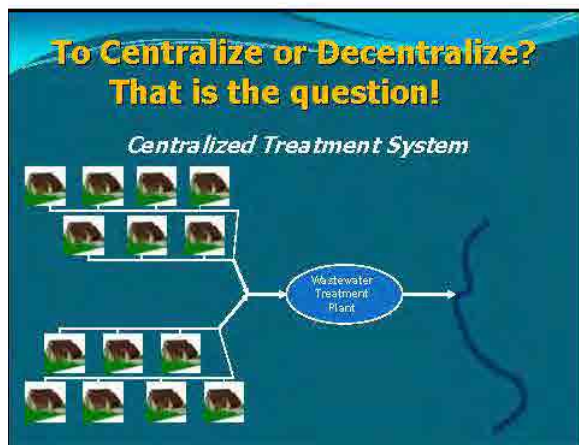 To Centralize or Decentralize?
That is the question!
Centralized Treatment System
Wastewater
Treatment
Plant